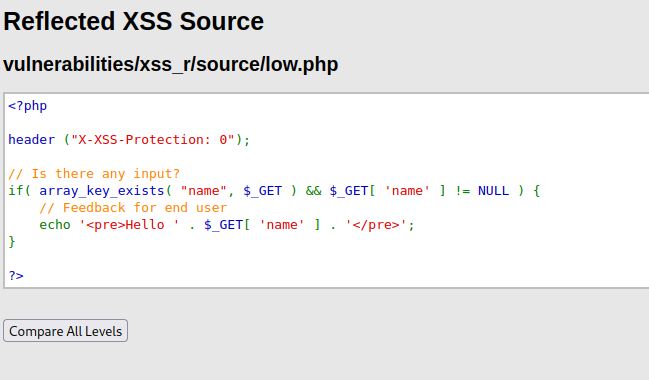 Reflected XSS Source
vulnerabilities/xss_r/source/low.php
<?php
header ("X-XSS-Protection: 0");
// Is there any input?
if( array_key_exists( "name", $_GET ) && $_GET[ 'name' ] != NULL ) {
    // Feedback for end user
    echo '<pre>Hello ' . $_GET[ 'name' ] . '</pre>';
}
?>
Compare All Levels